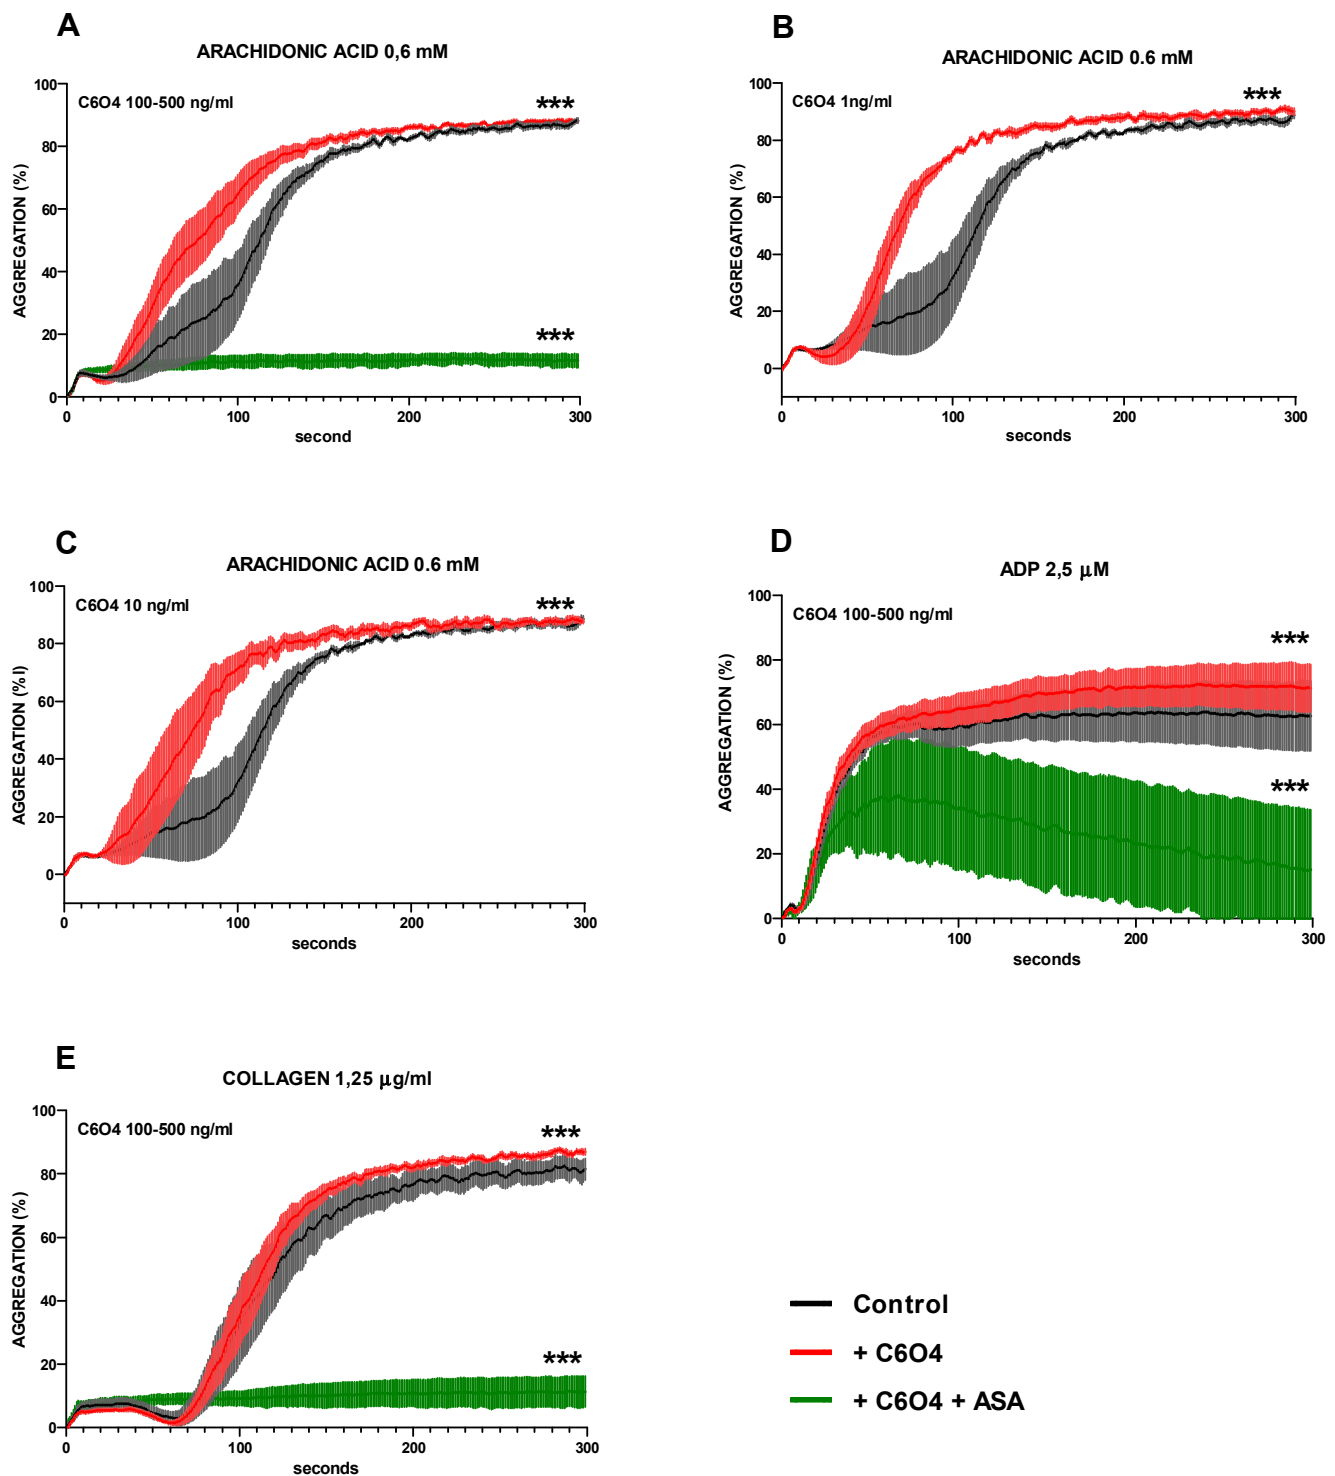 A
ARACHIDONIC ACID 0,6 mM
C6O4 100-500 ng/ml
***
***
AGGREGATION (%)
100
80
60
40
20
0
0 100 200 300
second
B
ARACHIDONIC ACID 0.6 mM
C6O4 1ng/ml
***
AGGREGATION (%)
100
80
60
40
20
0
0 100 200 300
seconds
C
ARACHIDONIC ACID 0.6 mM
C6O4 10 ng/ml
***
AGGREGATION (%l)
100
80
60
40
20
0
0 100 200 300
seconds
D
ADP 2,5 μM
C6O4 100-500 ng/ml
***
***
AGGREGATION (%)
100
80
60
40
20
0
0 100 200 300
seconds
E
COLLAGEN 1,25 μg/ml
C6O4 100-500 ng/ml
***
***
AGGREGATION (%)
100
80
60
40
20
0
0 100 200 300
seconds
Control
+ C6O4
+ C6O4 + ASA